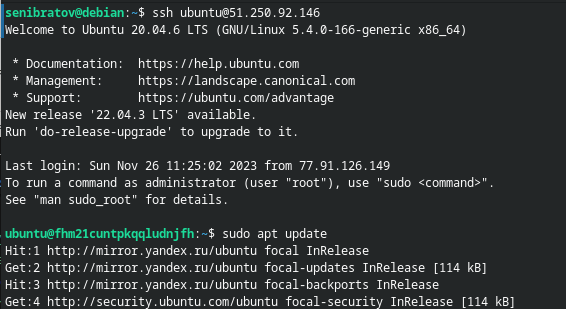 senibratov@debian:~$ ssh ubuntu@51.250.92.146
Welcome to Ubuntu 20.04.6 LTS (GNU/Linux 5.4.0-166-generic x86_64)
* Documentation:  https://help.ubuntu.com
* Management:     https://landscape.canonical.com
* Support:        https://ubuntu.com/advantage
New release '22.04.3 LTS' available.
Run 'do-release-upgrade' to upgrade to it.
Last login: Sun Nov 26 11:25:02 2023 from 77.91.126.149
To run a command as administrator (user "root"), use "sudo <command>".
See "man sudo_root" for details.
ubuntu@fhm21cuntpkqqludnjfh:~$ sudo apt update
Hit:1 http://mirror.yandex.ru/ubuntu focal InRelease
Get:2 http://mirror.yandex.ru/ubuntu focal-updates InRelease [114 kB]
Hit:3 http://mirror.yandex.ru/ubuntu focal-backports InRelease
Get:4 http://security.ubuntu.com/ubuntu focal-security InRelease [114 kB]